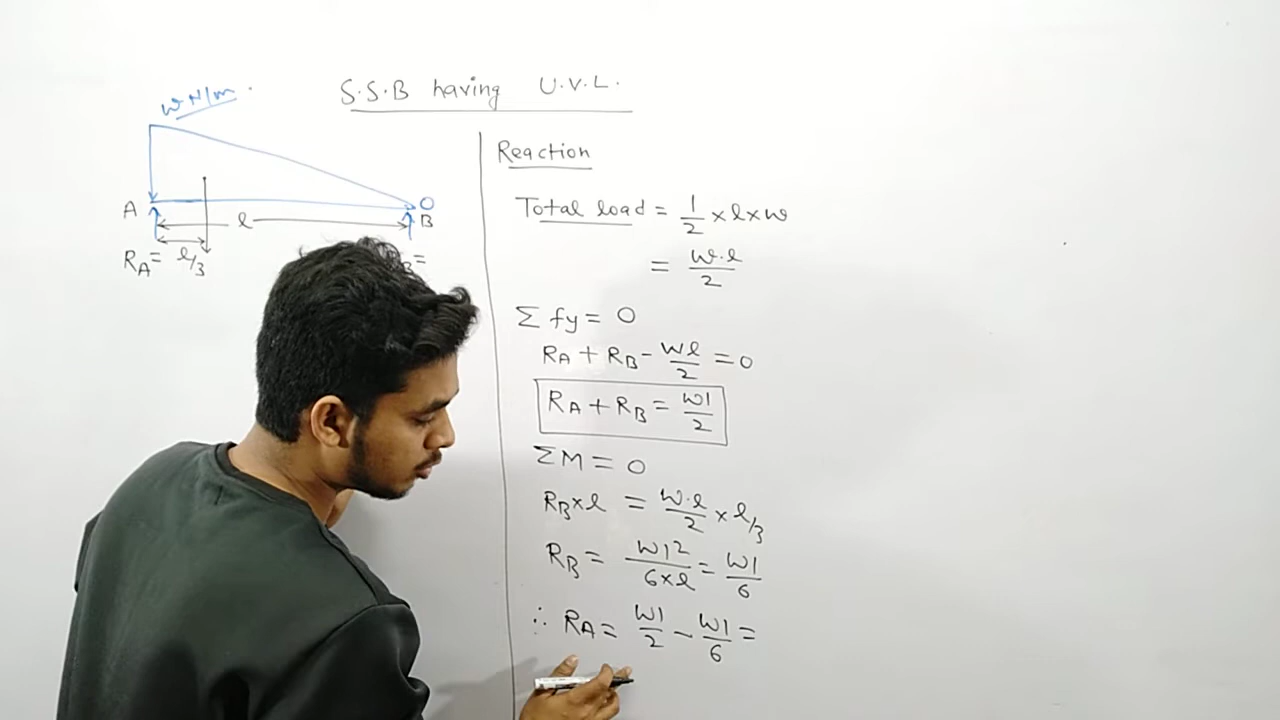 S.S.B having U.V.L.
W N/m.
A
O
B
l
RA= l/3
B=
Reaction
Total load = 1/2 × l × w
= w.l/2
Σ fy = 0
RA + RB - Wl/2 = 0
RA + RB = Wl/2
ΣM = 0
RB×l = W.l/2 × l/3
RB = Wl²/6×l = Wl/6
∴ RA = Wl/2 - Wl/6 =